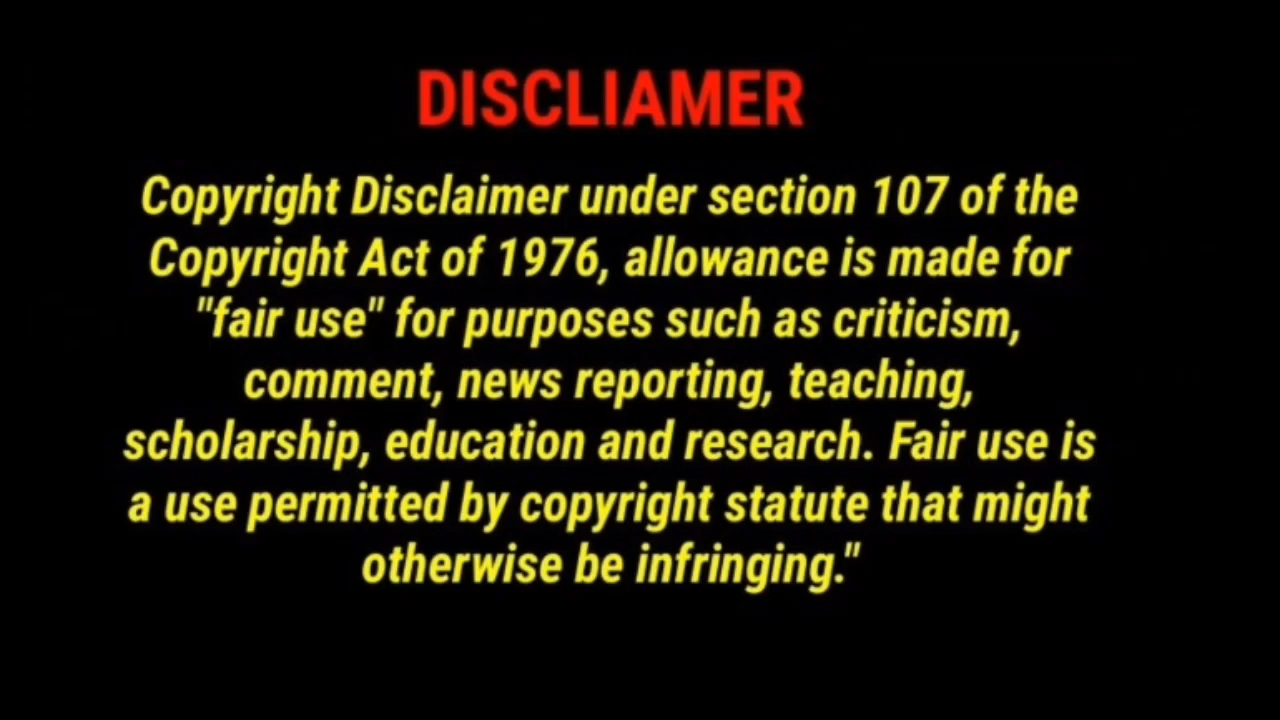 DISCLIAMER
Copyright Disclaimer under section 107 of the
Copyright Act of 1976, allowance is made for
"fair use" for purposes such as criticism,
comment, news reporting, teaching,
scholarship, education and research. Fair use is
a use permitted by copyright statute that might
otherwise be infringing."